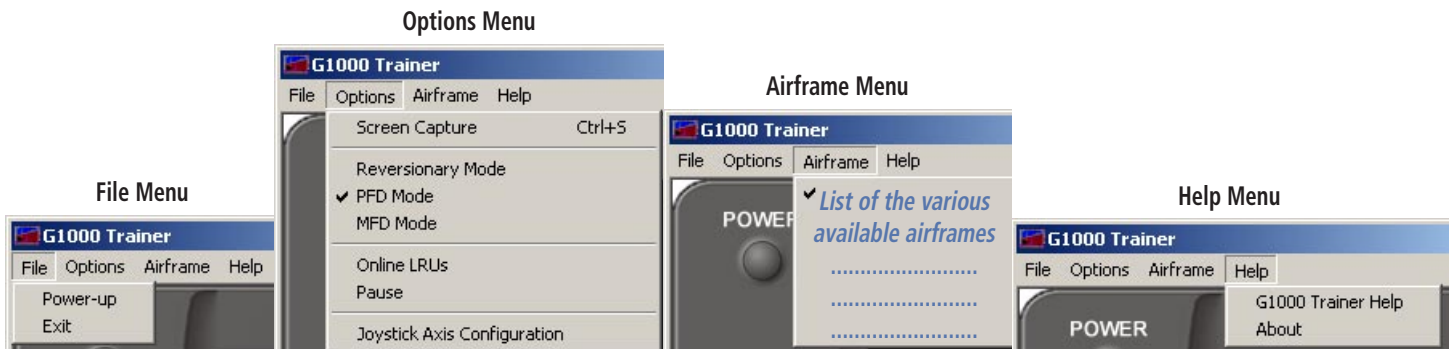 Options Menu
G1000 Trainer
File Options Airframe Help
Screen Capture Ctrl+S
Reversionary Mode
PFD Mode
MFD Mode
Online LRUs
Pause
Joystick Axis Configuration
Airframe Menu
G1000 Trainer
File Options Airframe Help
POWER
List of the various
available airframes
........................
........................
........................
File Menu
G1000 Trainer
File Options Airframe Help
Power-up
Exit
Help Menu
G1000 Trainer
File Options Airframe Help
G1000 Trainer Help
About
POWER